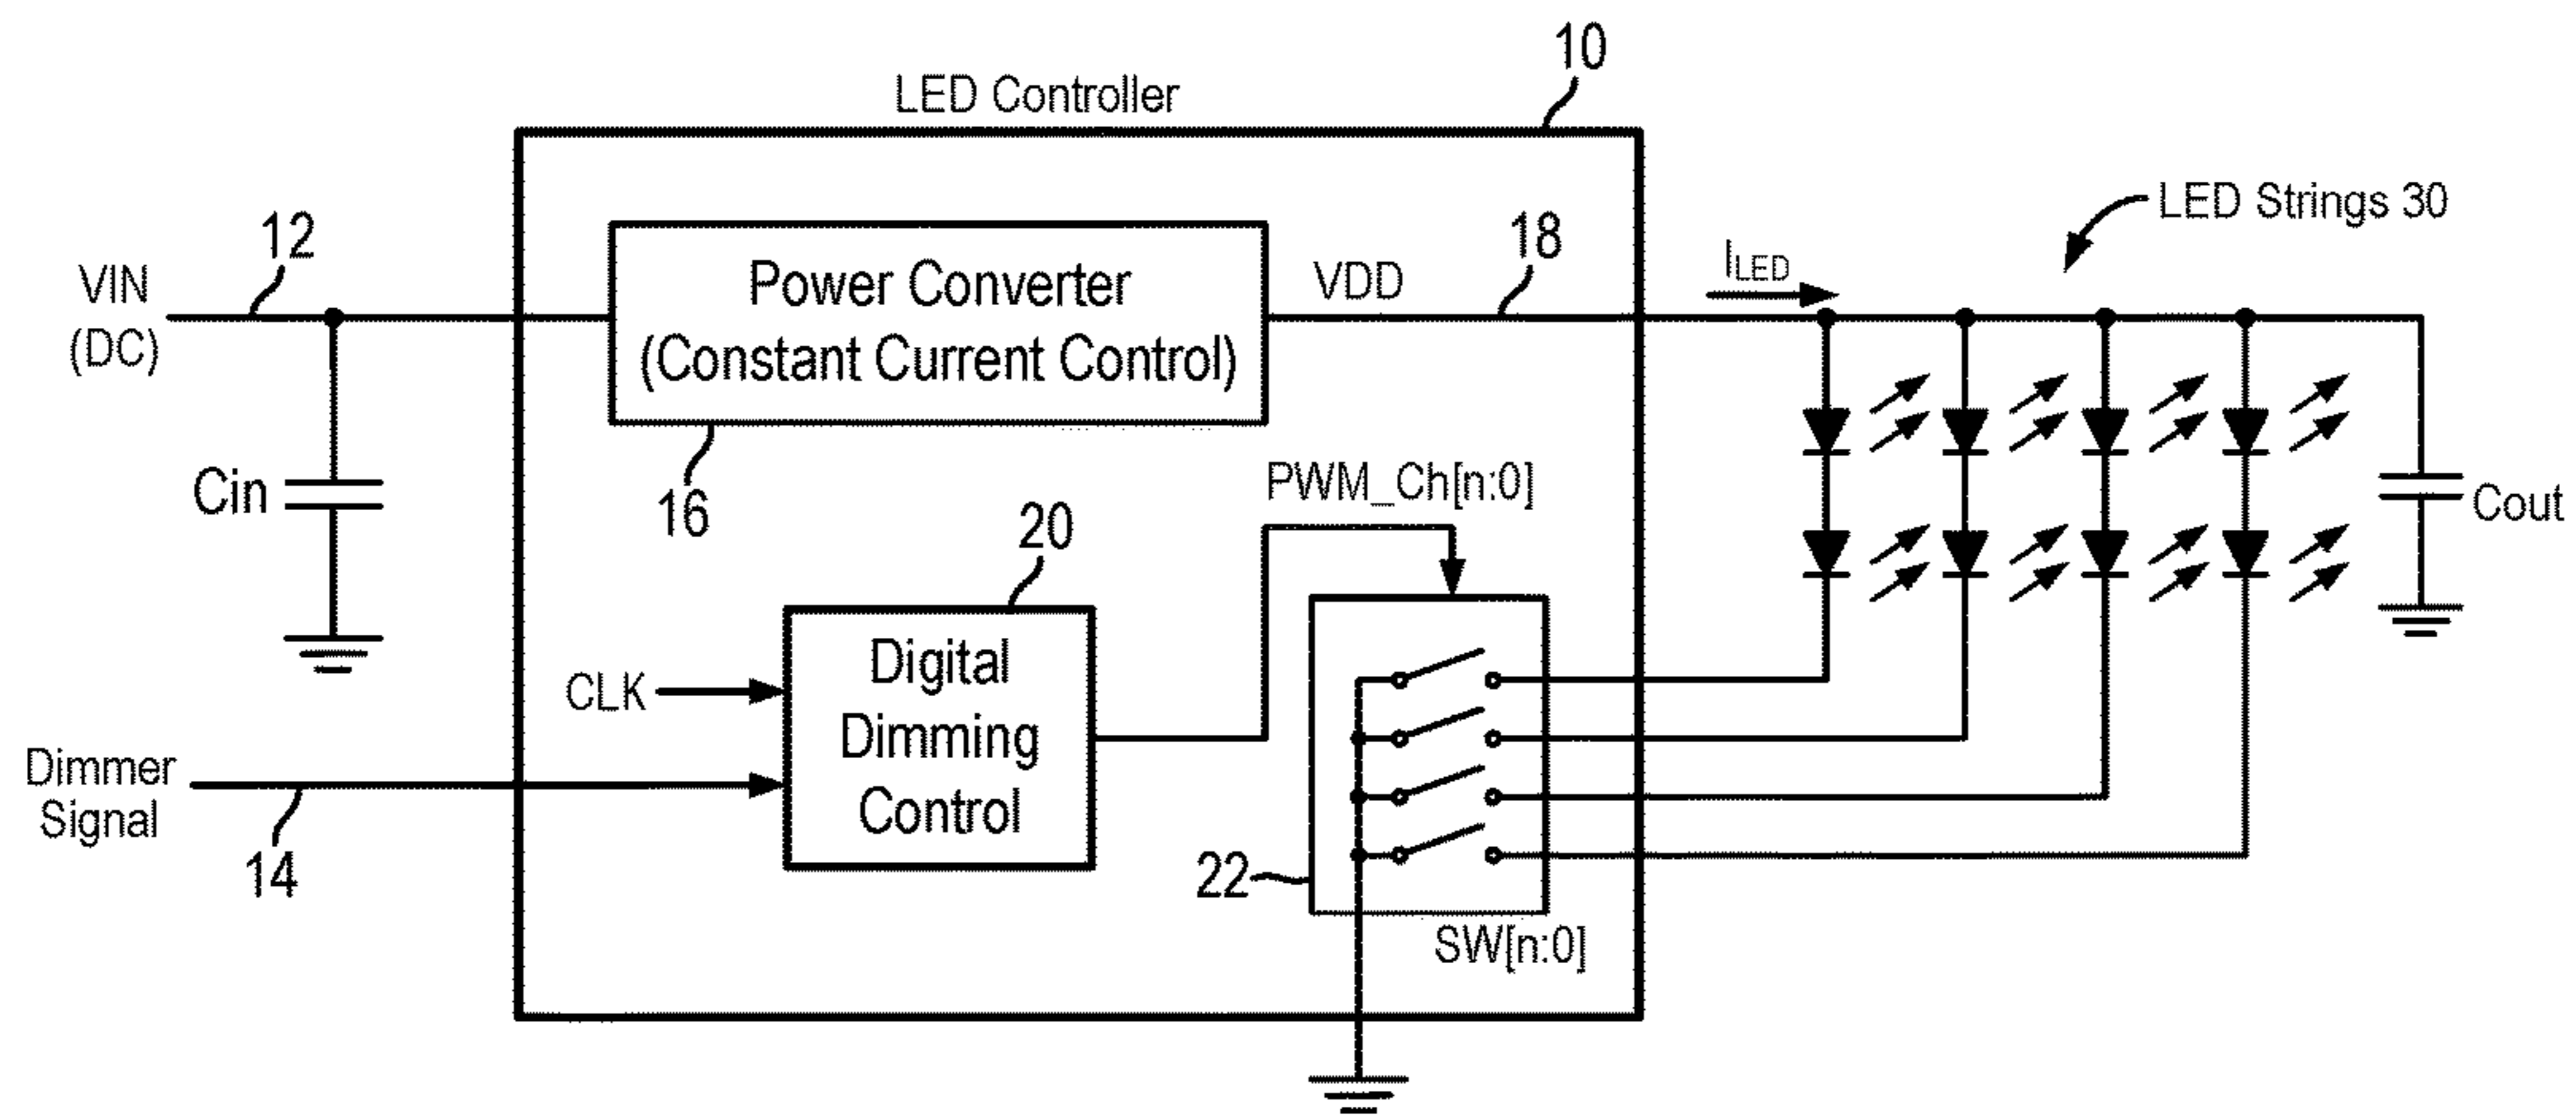 10
LED Controller
LED Strings 30
12
18
VIN
(DC)
Power Converter
(Constant Current Control)
VDD
I_LED
Cin
16
PWM_Ch[n:0]
Cout
20
CLK
Digital
Dimming
Control
Dimmer
Signal
14
22
SW[n:0]